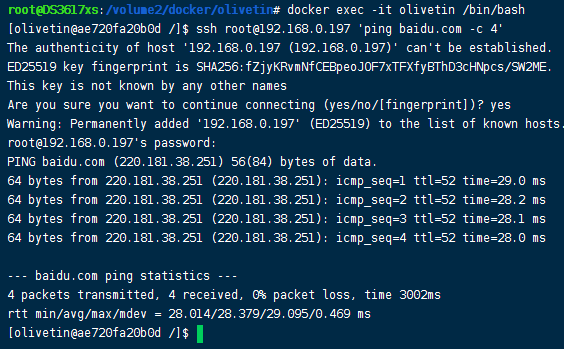 root@DS3617xs:/volume2/docker/olivetin# docker exec -it olivetin /bin/bash
[olivetin@ae720fa20b0d /]$ ssh root@192.168.0.197 'ping baidu.com -c 4'
The authenticity of host '192.168.0.197 (192.168.0.197)' can't be established.
ED25519 key fingerprint is SHA256:fZjyKRvmNfCEBpeoJOF7xTFXfyBThD3cHNpcs/SW2ME.
This key is not known by any other names
Are you sure you want to continue connecting (yes/no/[fingerprint])? yes
Warning: Permanently added '192.168.0.197' (ED25519) to the list of known hosts.
root@192.168.0.197's password:
PING baidu.com (220.181.38.251) 56(84) bytes of data.
64 bytes from 220.181.38.251 (220.181.38.251): icmp_seq=1 ttl=52 time=29.0 ms
64 bytes from 220.181.38.251 (220.181.38.251): icmp_seq=2 ttl=52 time=28.2 ms
64 bytes from 220.181.38.251 (220.181.38.251): icmp_seq=3 ttl=52 time=28.1 ms
64 bytes from 220.181.38.251 (220.181.38.251): icmp_seq=4 ttl=52 time=28.0 ms
--- baidu.com ping statistics ---
4 packets transmitted, 4 received, 0% packet loss, time 3002ms
rtt min/avg/max/mdev = 28.014/28.379/29.095/0.469 ms
[olivetin@ae720fa20b0d /]$